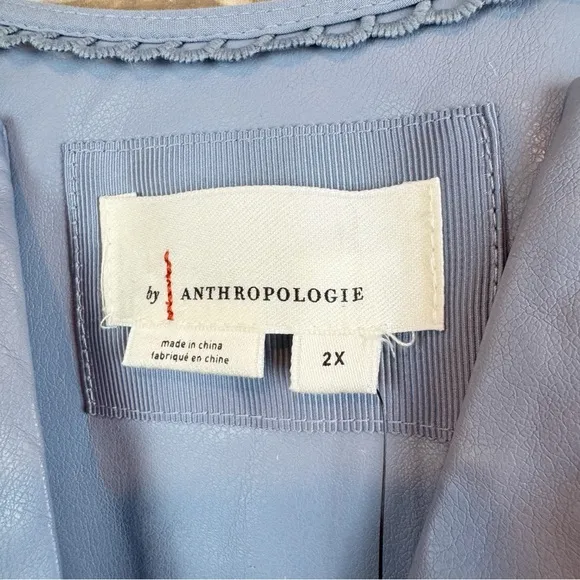 by ANTHROPOLOGIE
made in china
fabriqué en chine
2X